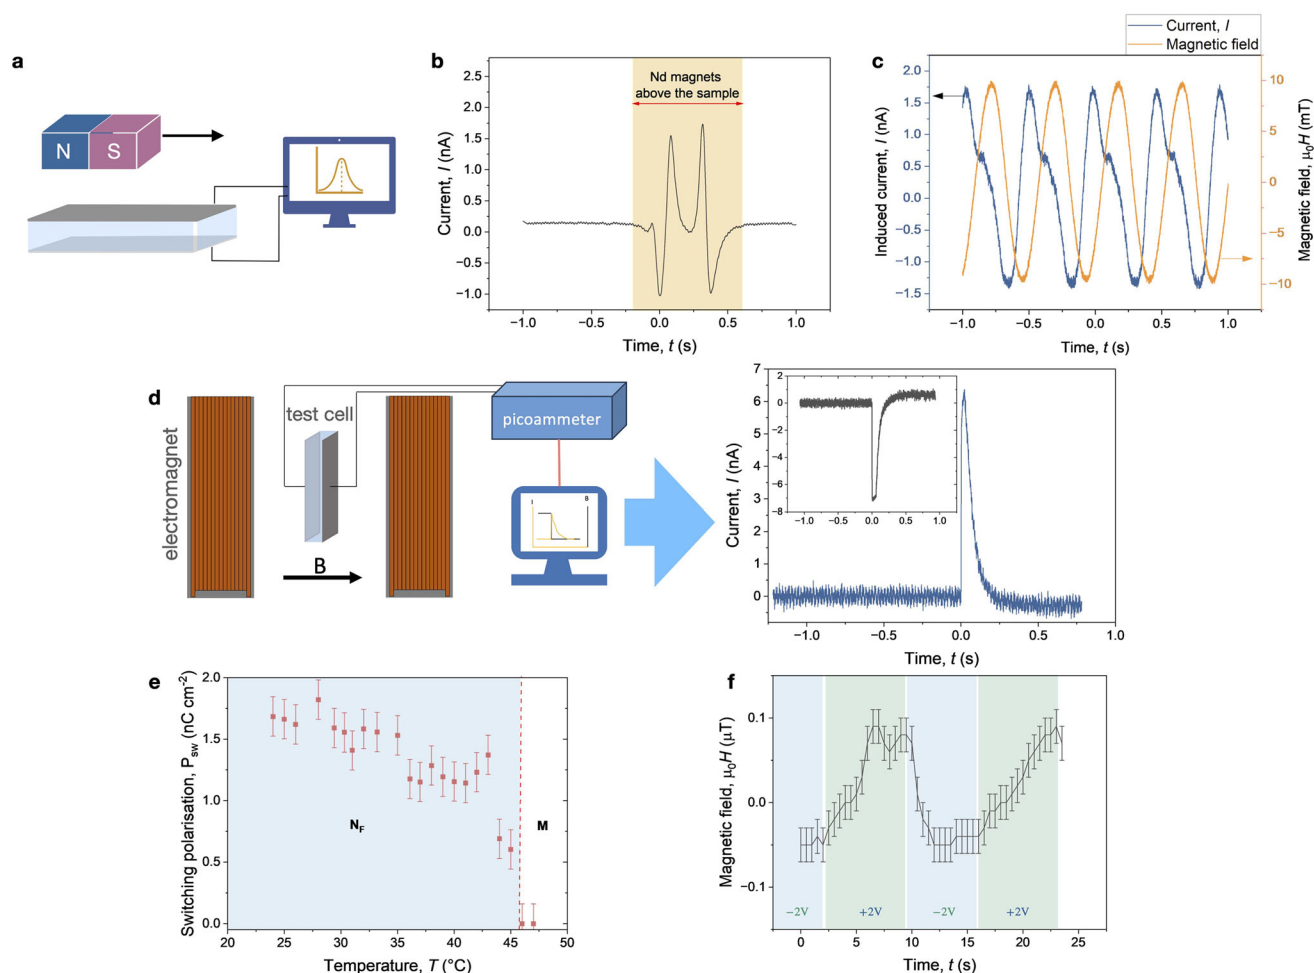 a
N
S
b
Nd magnets
above the sample
2.5
2.0
1.5
1.0
0.5
0.0
−0.5
−1.0
Current, I (nA)
−1.0
−0.5
0.0
0.5
1.0
Time, t (s)
Current, I
Magnetic field
c
2.0
1.5
1.0
0.5
0.0
−0.5
−1.0
−1.5
Induced current, I (nA)
10
5
0
−5
−10
Magnetic field, μ₀H (mT)
−1.0
−0.5
0.0
0.5
1.0
Time, t (s)
d
electromagnet
test cell
B
picoammeter
I
B
7
6
5
4
3
2
1
0
Current, I (nA)
2
0
−2
−4
−6
−8
−1.0
−0.5
0.0
0.5
1.0
−1.0
−0.5
0.0
0.5
1.0
Time, t (s)
e
2.0
1.5
1.0
0.5
0.0
Switching polarisation, P_sw (nC cm⁻²)
N_F
M
20
25
30
35
40
45
50
Temperature, T (°C)
f
0.1
0.0
−0.1
Magnetic field, μ₀H (μT)
−2V
+2V
−2V
+2V
0
5
10
15
20
25
Time, t (s)